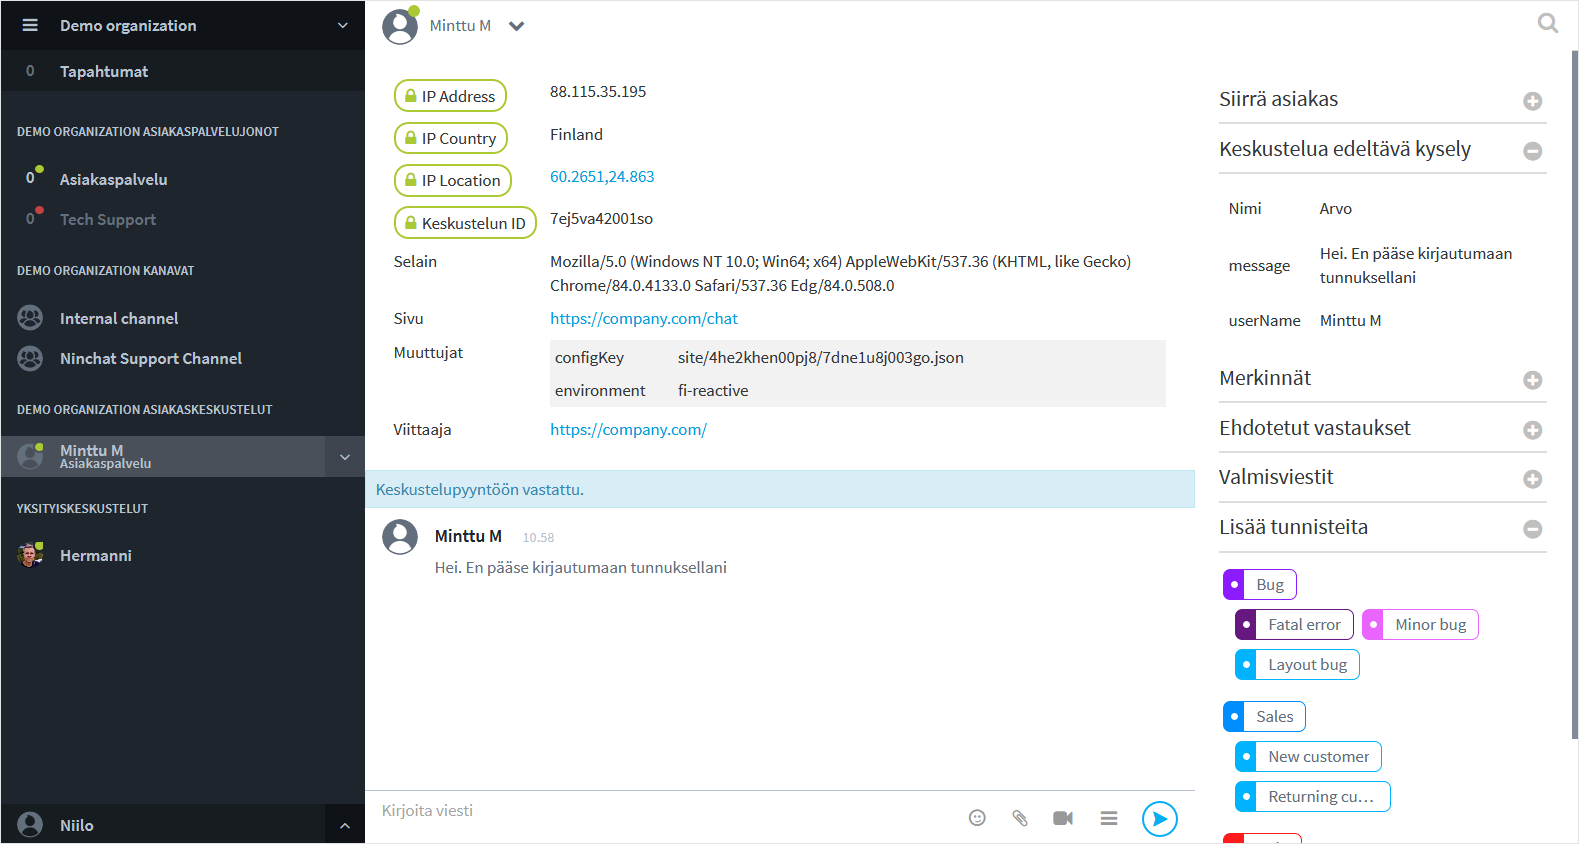 Demo organization
0 Tapahtumat
DEMO ORGANIZATION ASIAKASPALVELUJONOT
0 Asiakaspalvelu
0 Tech Support
DEMO ORGANIZATION KANAVAT
Internal channel
Ninchat Support Channel
DEMO ORGANIZATION ASIAKASKESKUSTELUT
Minttu M
Asiakaspalvelu
YKSITYISKESKUSTELUT
Hermanni
Niilo
Minttu M
IP Address 88.115.35.195
IP Country Finland
IP Location 60.2651,24.863
Keskustelun ID 7ej5va42001so
Selain Mozilla/5.0 (Windows NT 10.0; Win64; x64) AppleWebKit/537.36 (KHTML, like Gecko)
Chrome/84.0.4133.0 Safari/537.36 Edg/84.0.508.0
Sivu https://company.com/chat
Muuttujat configKey site/4he2khen00pj8/7dne1u8j003go.json
environment fi-reactive
Viittaaja https://company.com/
Keskustelupyyntöön vastattu.
Minttu M 10.58
Hei. En pääse kirjautumaan tunnuksellani
Kirjoita viesti
Siirrä asiakas
Keskustelua edeltävä kysely
Nimi Arvo
message Hei. En pääse kirjautumaan
tunnuksellani
userName Minttu M
Merkinnät
Ehdotetut vastaukset
Valmisviestit
Lisää tunnisteita
Bug
Fatal error Minor bug
Layout bug
Sales
New customer
Returning cu...